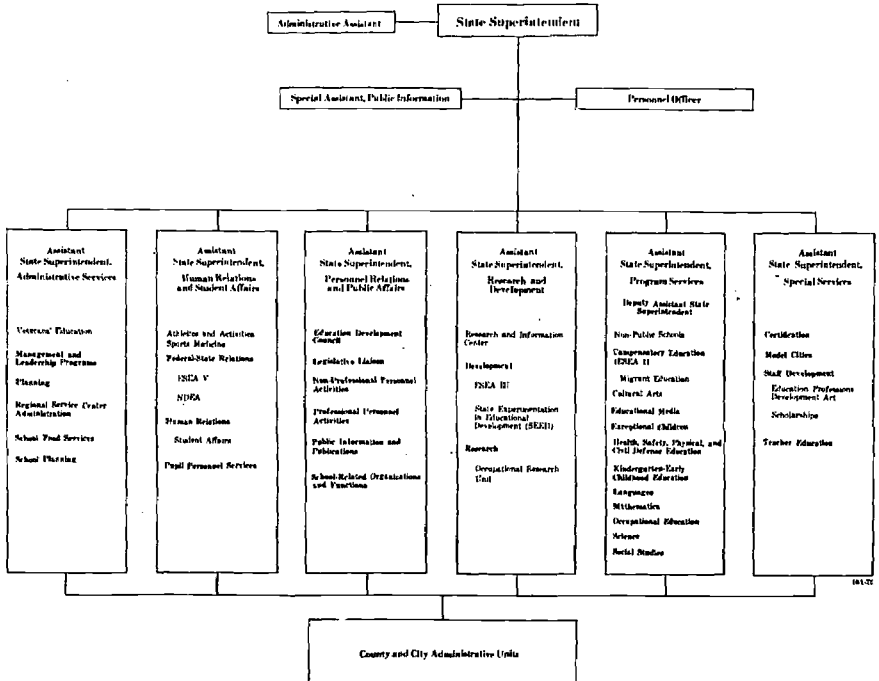 Administrative Assistant
State Superintendent
Special Assistant, Public Information
Personnel Officer
Assistant
State Superintendent,
Administrative Services
Veterans' Education
Management and
Leadership Programs
Planning
Regional Service Center
Administration
School Food Services
School Planning
Assistant
State Superintendent,
Human Relations
and Student Affairs
Athletics and Activities
Sports Medicine
Federal-State Relations
ESEA V
NDEA
Human Relations
Student Affairs
Pupil Personnel Services
Assistant
State Superintendent,
Personnel Relations
and Public Affairs
Education Development
Council
Legislative Liaison
Non-Professional Personnel
Activities
Professional Personnel
Activities
Public Information and
Publications
School-Related Organizations
and Functions
Assistant
State Superintendent,
Research and
Development
Research and Information
Center
Development
ESEA III
State Experimentation
in Educational
Development (SEED)
Research
Occupational Research
Unit
Assistant
State Superintendent,
Program Services
Deputy Assistant State
Superintendent
Non-Public Schools
Compensatory Education
(ESEA I)
Migrant Education
Cultural Arts
Educational Media
Exceptional Children
Health, Safety, Physical, and
Civil Defense Education
Kindergarten-Early
Childhood Education
Languages
Mathematics
Occupational Education
Science
Social Studies
Assistant
State Superintendent,
Special Services
Certification
Model Cities
Staff Development
Education Professions
Development Act
Scholarships
Teacher Education
County and City Administrative Units